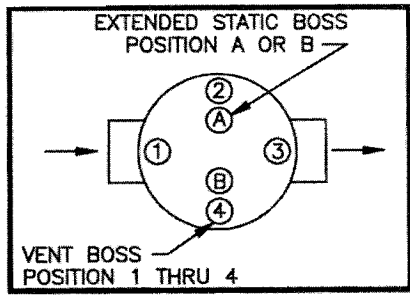 EXTENDED STATIC BOSS
POSITION A OR B
2
A
1
3
B
4
VENT BOSS
POSITION 1 THRU 4